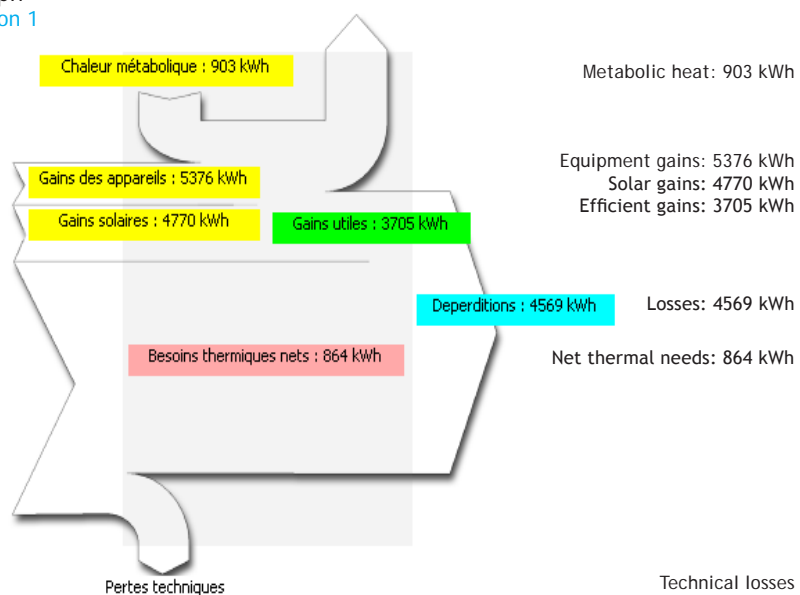 on 1
Chaleur métabolique : 903 kWh
Metabolic heat: 903 kWh
Gains des appareils : 5376 kWh
Equipment gains: 5376 kWh
Gains solaires : 4770 kWh
Solar gains: 4770 kWh
Gains utiles : 3705 kWh
Efficient gains: 3705 kWh
Deperditions : 4569 kWh
Losses: 4569 kWh
Besoins thermiques nets : 864 kWh
Net thermal needs: 864 kWh
Pertes techniques
Technical losses